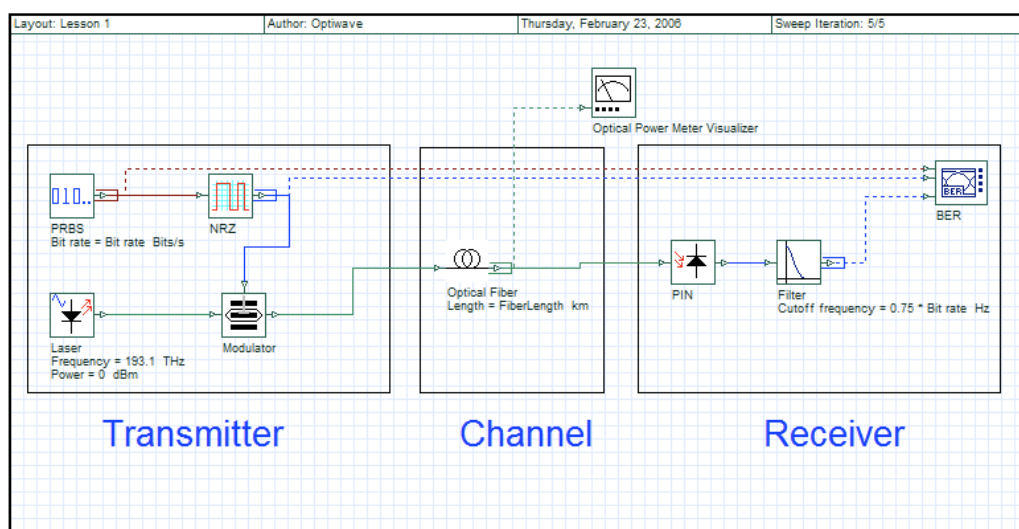 Layout: Lesson 1
Author: Optiwave
Thursday, February 23, 2006
Sweep Iteration: 5/5
Optical Power Meter Visualizer
010..
PRBS
Bit rate = Bit rate Bits/s
NRZ
BER
BER
Optical Fiber
Length = FiberLength km
PIN
Filter
Cutoff frequency = 0.75 * Bit rate Hz
Laser
Frequency = 193.1 THz
Power = 0 dBm
Modulator
Transmitter
Channel
Receiver